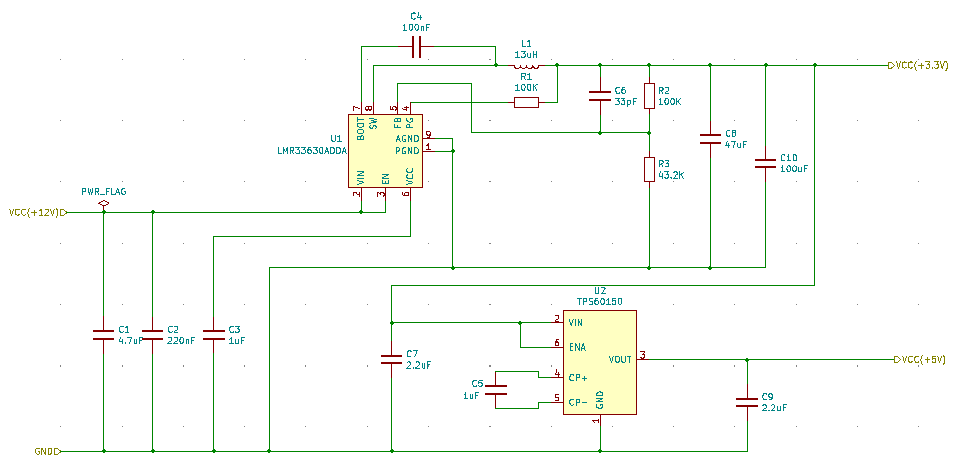 C4
100nF
L1
13uH
VCC(+3.3V)
R1
100K
C6
33pF
R2
100K
7
8
5
4
BOOT
SW
FB
PG
U1
LMR33630ADDA
AGND
9
PGND
1
C8
47uF
C10
100uF
R3
43.2K
VIN
EN
VCC
2
3
6
PWR_FLAG
VCC(+12V)
U2
TPS60150
C1
4.7uF
C2
220nF
C3
1uF
2
VIN
6
ENA
VOUT
3
VCC(+5V)
C7
2.2uF
C5
1uF
4
CP+
5
CP-
GND
1
C9
2.2uF
GND